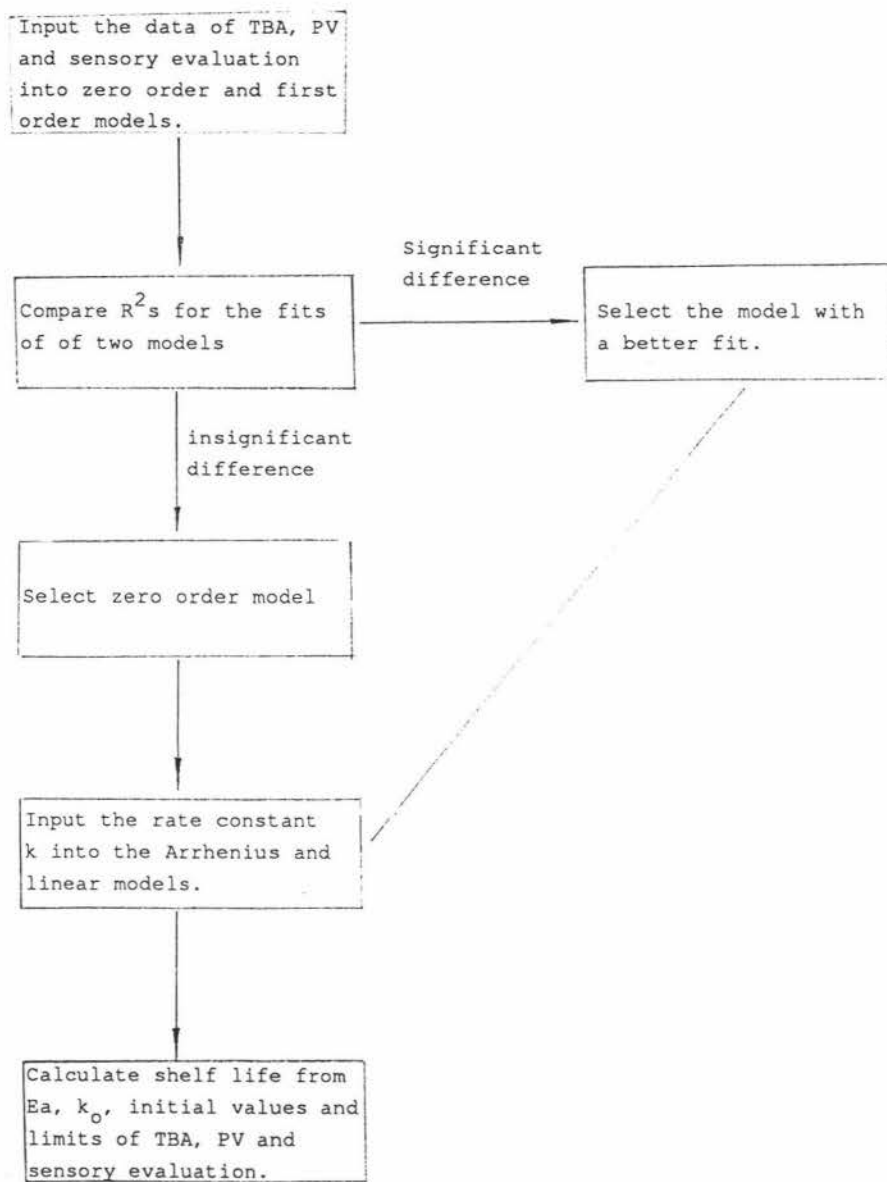 Input the data of TBA, PV
and sensory evaluation
into zero order and first
order models.
Significant
difference
Compare R²s for the fits
of of two models
Select the model with
a better fit.
insignificant
difference
Select zero order model
Input the rate constant
k into the Arrhenius and
linear models.
Calculate shelf life from
Ea, kₒ, initial values and
limits of TBA, PV and
sensory evaluation.